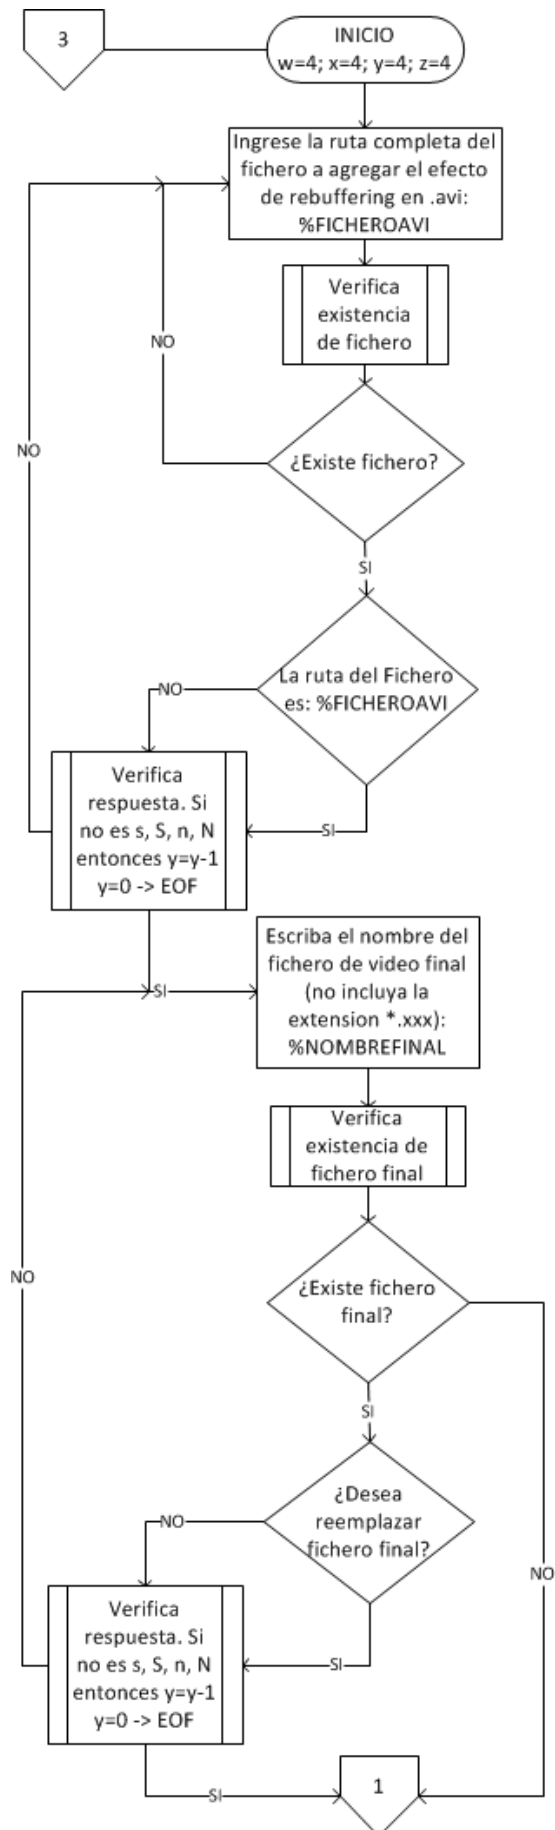 3
INICIO
w=4; x=4; y=4; z=4
Ingrese la ruta completa del
fichero a agregar el efecto
de rebuffering en .avi:
%FICHEROAVI
Verifica
existencia
de fichero
NO
¿Existe fichero?
NO
SI
La ruta del Fichero
es: %FICHEROAVI
NO
Verifica
respuesta. Si
no es s, S, n, N
entonces y=y-1
y=0 -> EOF
SI
Escriba el nombre del
fichero de video final
(no incluya la
extension *.xxx):
%NOMBREFINAL
SI
Verifica
existencia de
fichero final
NO
¿Existe fichero
final?
SI
¿Desea
reemplazar
fichero final?
NO
NO
Verifica
respuesta. Si
no es s, S, n, N
entonces y=y-1
y=0 -> EOF
SI
SI
1